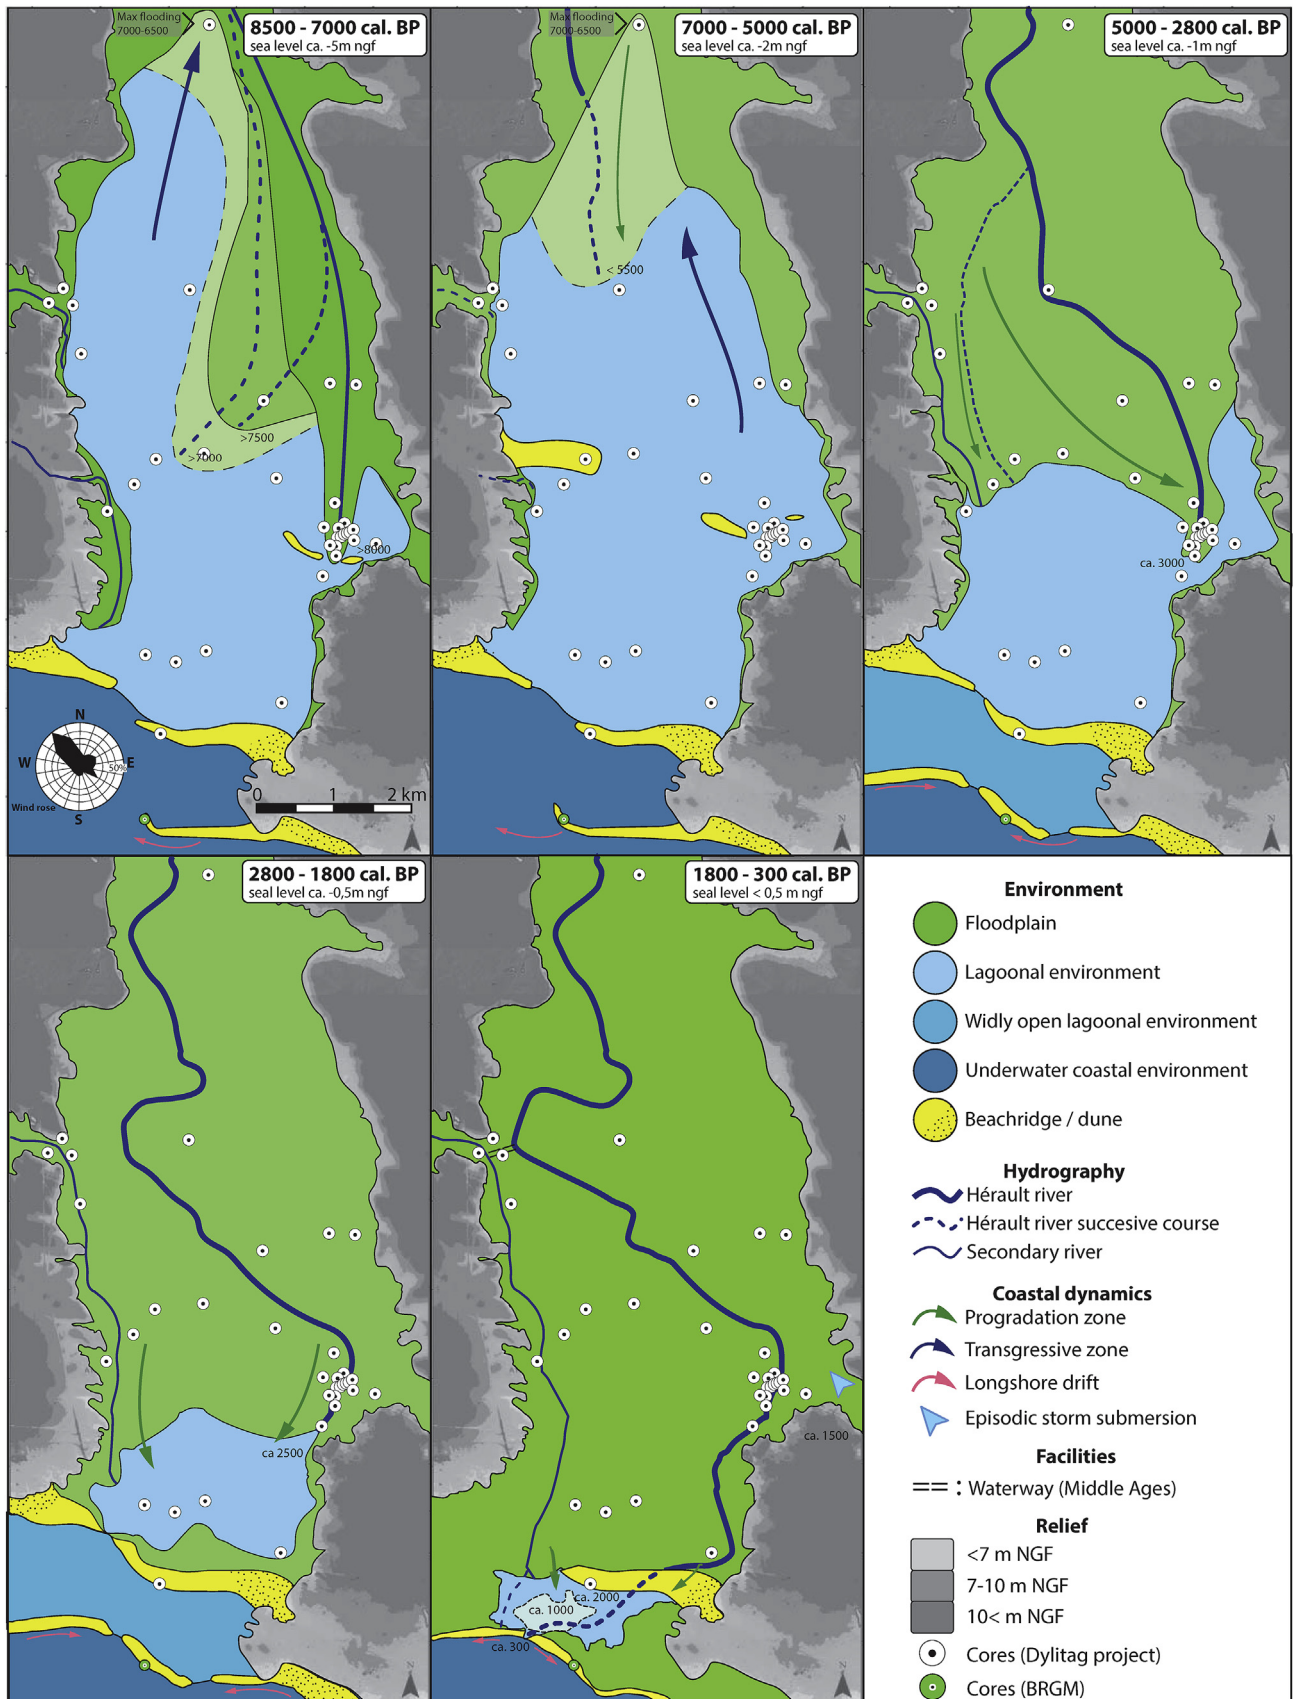 Max flooding
7000-6500
8500 - 7000 cal. BP
sea level ca. -5m ngf
>7500
>7000
>8000
N
W
E
S
50%
Wind rose
0 1 2 km
N
Max flooding
7000-6500
7000 - 5000 cal. BP
sea level ca. -2m ngf
< 5500
N
5000 - 2800 cal. BP
sea level ca. -1m ngf
ca. 3000
N
2800 - 1800 cal. BP
seal level ca. -0,5m ngf
ca 2500
N
1800 - 300 cal. BP
seal level < 0,5 m ngf
ca. 1500
ca. 2000
ca. 1000
ca. 300
N
Environment
Floodplain
Lagoonal environment
Widly open lagoonal environment
Underwater coastal environment
Beachridge / dune
Hydrography
Hérault river
Hérault river succesive course
Secondary river
Coastal dynamics
Progradation zone
Transgressive zone
Longshore drift
Episodic storm submersion
Facilities
: Waterway (Middle Ages)
Relief
<7 m NGF
7-10 m NGF
10< m NGF
Cores (Dylitag project)
Cores (BRGM)